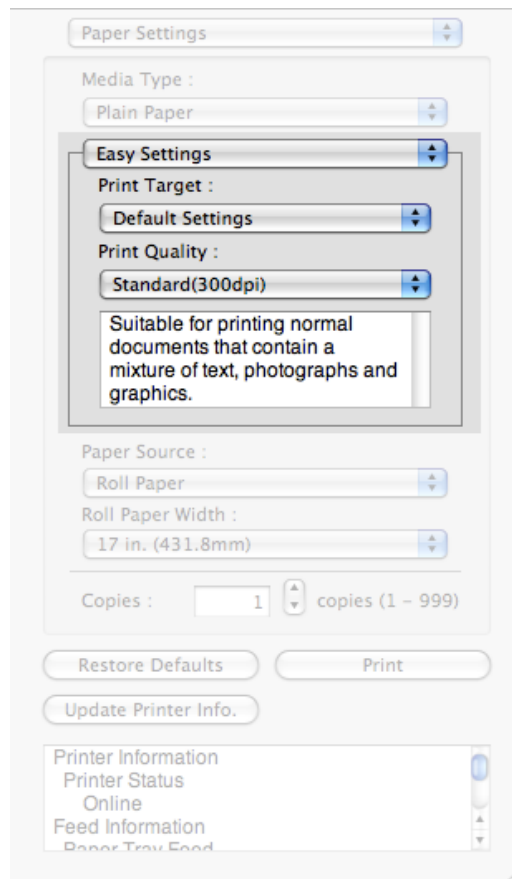 Paper Settings
Media Type :
Plain Paper
Easy Settings
Print Target :
Default Settings
Print Quality :
Standard(300dpi)
Suitable for printing normal
documents that contain a
mixture of text, photographs and
graphics.
Paper Source :
Roll Paper
Roll Paper Width :
17 in. (431.8mm)
Copies : 1 copies (1 – 999)
Restore Defaults Print
Update Printer Info.
Printer Information
Printer Status
Online
Feed Information
Paper Tray Feed